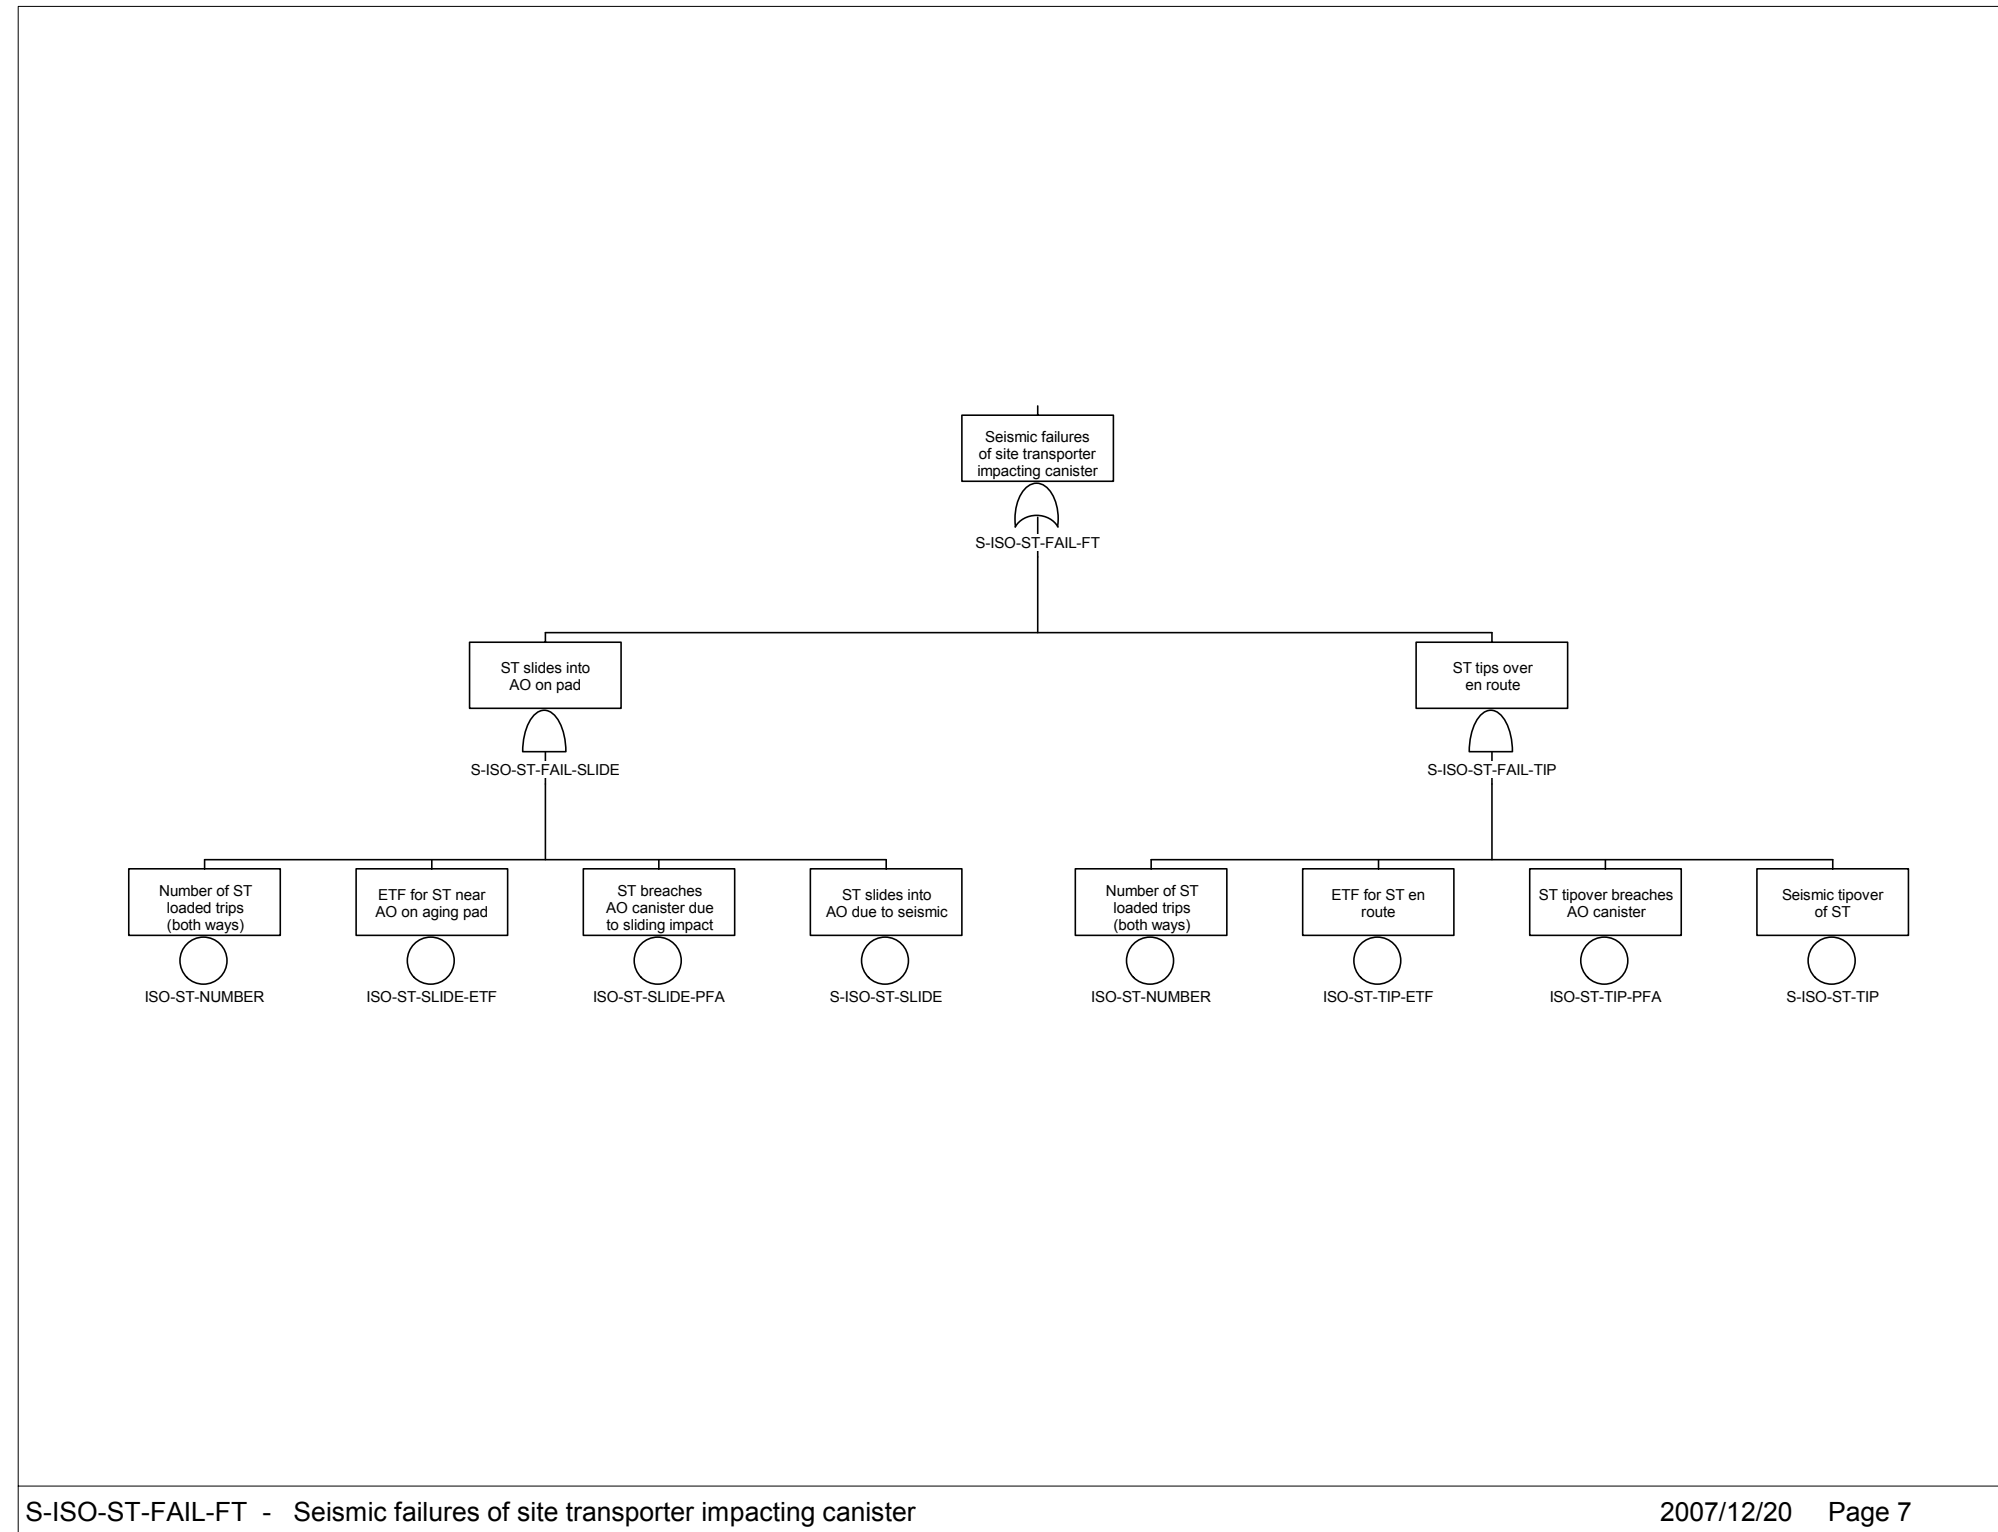 Seismic failures
of site transporter
impacting canister
S-ISO-ST-FAIL-FT
ST slides into
AO on pad
S-ISO-ST-FAIL-SLIDE
ST tips over
en route
S-ISO-ST-FAIL-TIP
Number of ST
loaded trips
(both ways)
ISO-ST-NUMBER
ETF for ST near
AO on aging pad
ISO-ST-SLIDE-ETF
ST breaches
AO canister due
to sliding impact
ISO-ST-SLIDE-PFA
ST slides into
AO due to seismic
S-ISO-ST-SLIDE
Number of ST
loaded trips
(both ways)
ISO-ST-NUMBER
ETF for ST en
route
ISO-ST-TIP-ETF
ST tipover breaches
AO canister
ISO-ST-TIP-PFA
Seismic tipover
of ST
S-ISO-ST-TIP
S-ISO-ST-FAIL-FT - Seismic failures of site transporter impacting canister
2007/12/20 Page 7